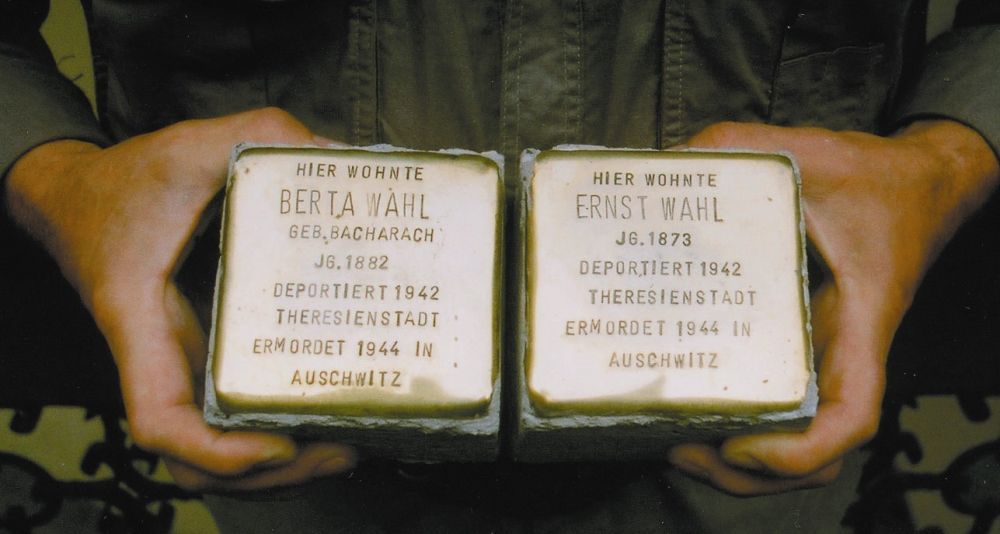 HIER WOHNTE
BERTA WAHL
GEB. BACHARACH
JG. 1882
DEPORTIERT 1942
THERESIENSTADT
ERMORDET 1944 IN
AUSCHWITZ
HIER WOHNTE
ERNST WAHL
JG. 1873
DEPORTIERT 1942
THERESIENSTADT
ERMORDET 1944 IN
AUSCHWITZ